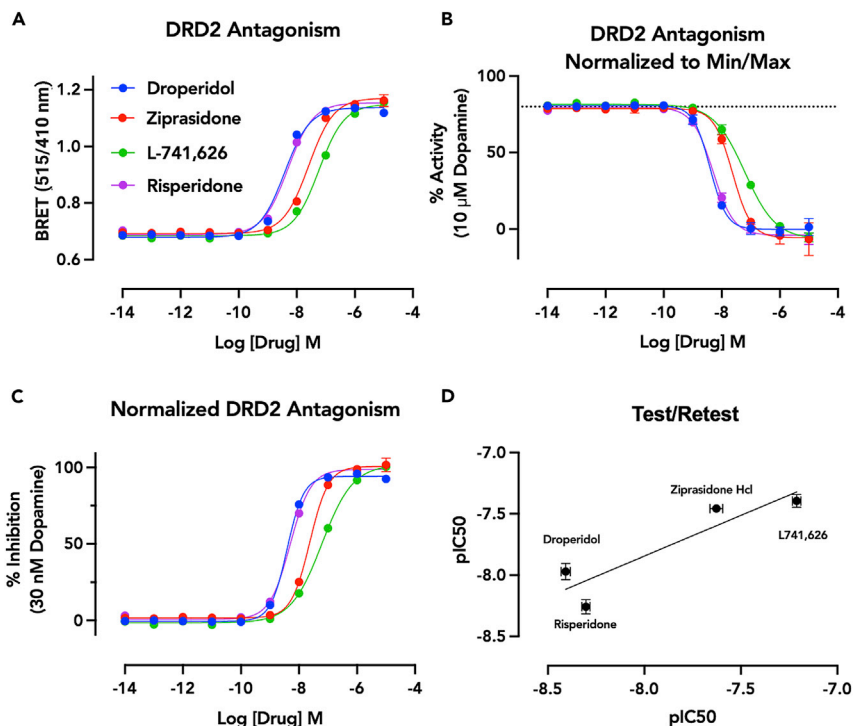 A
DRD2 Antagonism
BRET (515/410 nm)
1.2
1.0
0.8
0.6
Droperidol
Ziprasidone
L-741,626
Risperidone
-14
-12
-10
-8
-6
-4
Log [Drug] M
B
DRD2 Antagonism
Normalized to Min/Max
% Activity
(10 µM Dopamine)
100
50
0
-14
-12
-10
-8
-6
-4
Log [Drug] M
C
Normalized DRD2 Antagonism
% Inhibition
(30 nM Dopamine)
100
50
0
-14
-12
-10
-8
-6
-4
Log [Drug] M
D
Test/Retest
pIC50
-7.0
-7.5
-8.0
-8.5
Ziprasidone Hcl
L741,626
Droperidol
Risperidone
-8.5
-8.0
-7.5
-7.0
pIC50